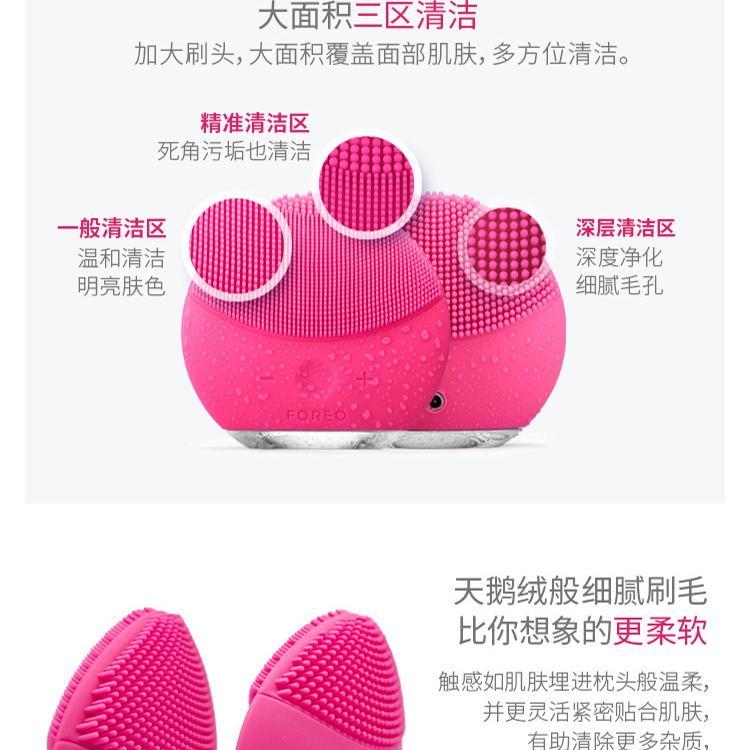 大面积三区清洁
加大刷头，大面积覆盖面部肌肤，多方位清洁。
精准清洁区
死角污垢也清洁
一般清洁区
温和清洁
明亮肤色
深层清洁区
深度净化
细腻毛孔
FOREO
天鹅绒般细腻刷毛
比你想象的更柔软
触感如肌肤埋进枕头般温柔，
并更灵活紧密贴合肌肤，
有助清除更多杂质，